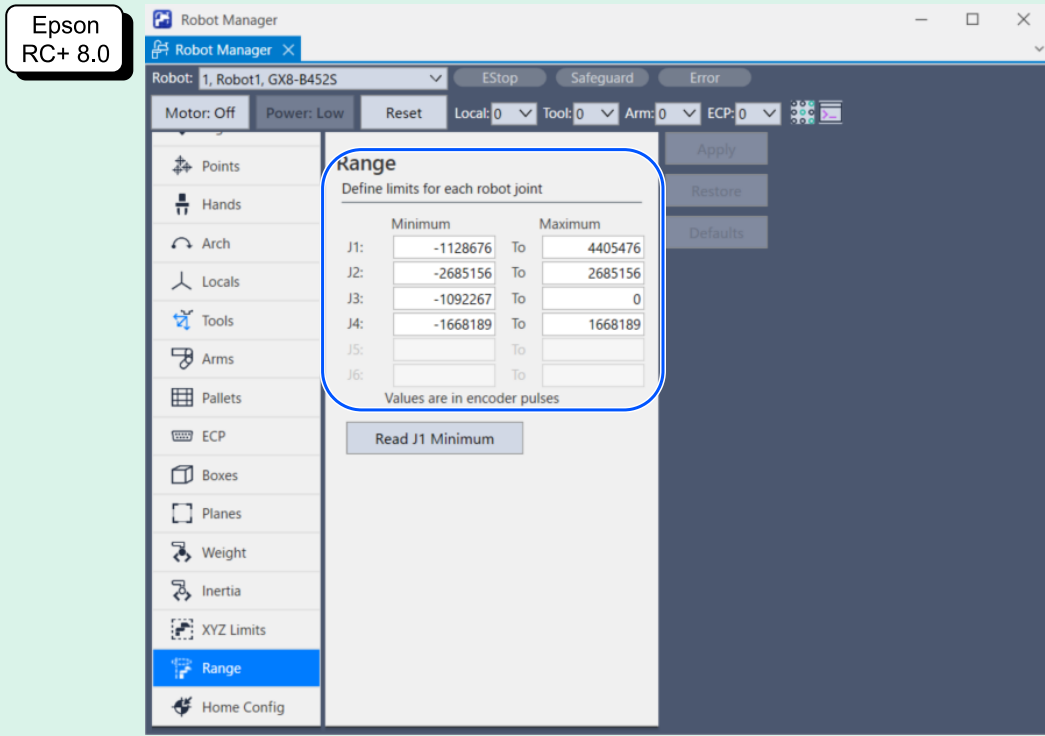 Epson
RC+ 8.0
Robot Manager
Robot Manager
Robot: 1, Robot1, GX8-B452S EStop Safeguard Error
Motor: Off Power: Low Reset Local: 0 Tool: 0 Arm: 0 ECP: 0
Points
Hands
Arch
Locals
Tools
Arms
Pallets
ECP
Boxes
Planes
Weight
Inertia
XYZ Limits
Range
Home Config
Range
Define limits for each robot joint
Minimum Maximum
J1: -1128676 To 4405476
J2: -2685156 To 2685156
J3: -1092267 To 0
J4: -1668189 To 1668189
J5: To
J6: To
Values are in encoder pulses
Read J1 Minimum
Apply
Restore
Defaults